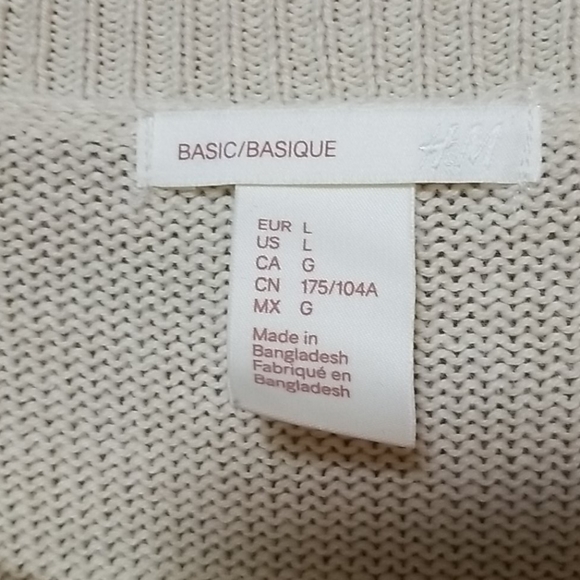 BASIC/BASIQUE H&M
EUR L
US L
CA G
CN 175/104A
MX G
Made in
Bangladesh
Fabriqué en
Bangladesh